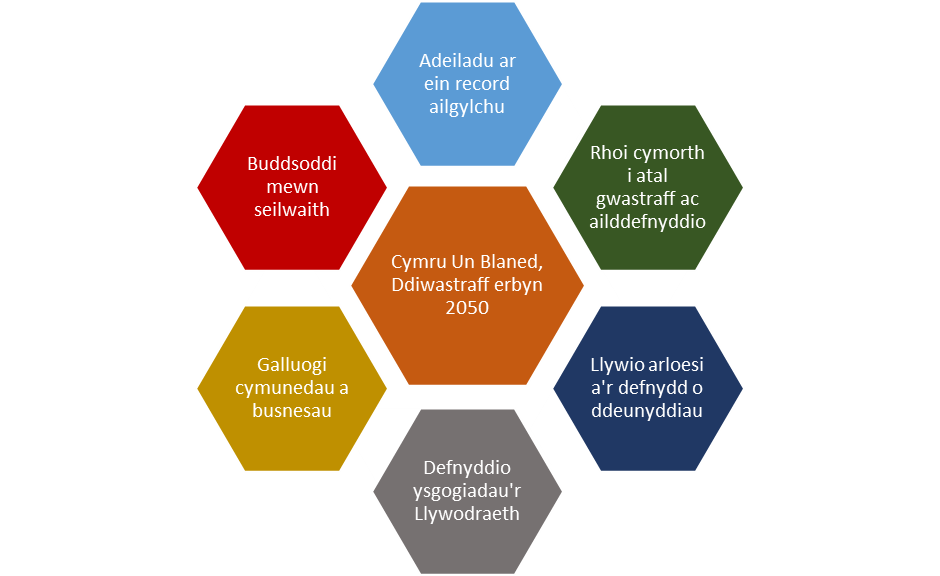 Adeiladu ar
ein record
ailgylchu
Rhoi cymorth
i atal
gwastraff ac
ailddefnyddio
Llywio arloesi
a'r defnydd o
ddeunyddiau
Defnyddio
ysgogiadau'r
Llywodraeth
Galluogi
cymunedau a
busnesau
Buddsoddi
mewn
seilwaith
Cymru Un Blaned,
Ddiwastraff erbyn
2050